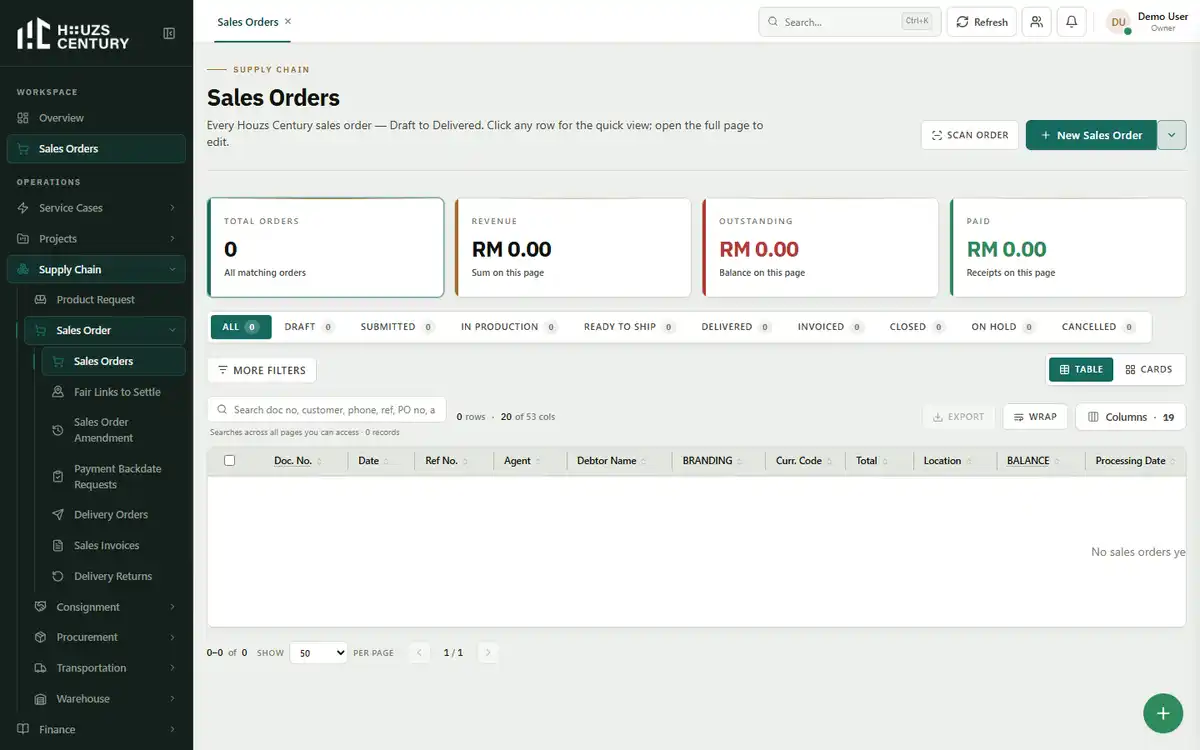 HOUZS
CENTURY
WORKSPACE
Overview
Sales Orders
OPERATIONS
Service Cases
Projects
Supply Chain
Product Request
Sales Order
Sales Orders
Fair Links to Settle
Sales Order
Amendment
Payment Backdate
Requests
Delivery Orders
Sales Invoices
Delivery Returns
Consignment
Procurement
Transportation
Warehouse
Finance
Sales Orders ×
Search... Ctrl+K
Refresh
DU
Demo User
Owner
SUPPLY CHAIN
Sales Orders
Every Houzs Century sales order — Draft to Delivered. Click any row for the quick view; open the full page to
edit.
SCAN ORDER
+ New Sales Order
TOTAL ORDERS
0
All matching orders
REVENUE
RM 0.00
Sum on this page
OUTSTANDING
RM 0.00
Balance on this page
PAID
RM 0.00
Receipts on this page
ALL 0 DRAFT 0 SUBMITTED 0 IN PRODUCTION 0 READY TO SHIP 0 DELIVERED 0 INVOICED 0 CLOSED 0 ON HOLD 0 CANCELLED 0
MORE FILTERS
TABLE CARDS
Search doc no, customer, phone, ref, PO no, a
0 rows · 20 of 53 cols
EXPORT WRAP Columns · 19
Searches across all pages you can access · 0 records
Doc. No. Date Ref No. Agent Debtor Name BRANDING Curr. Code Total Location BALANCE Processing Date
No sales orders ye
0–0 of 0 SHOW 50 PER PAGE 1 / 1
+